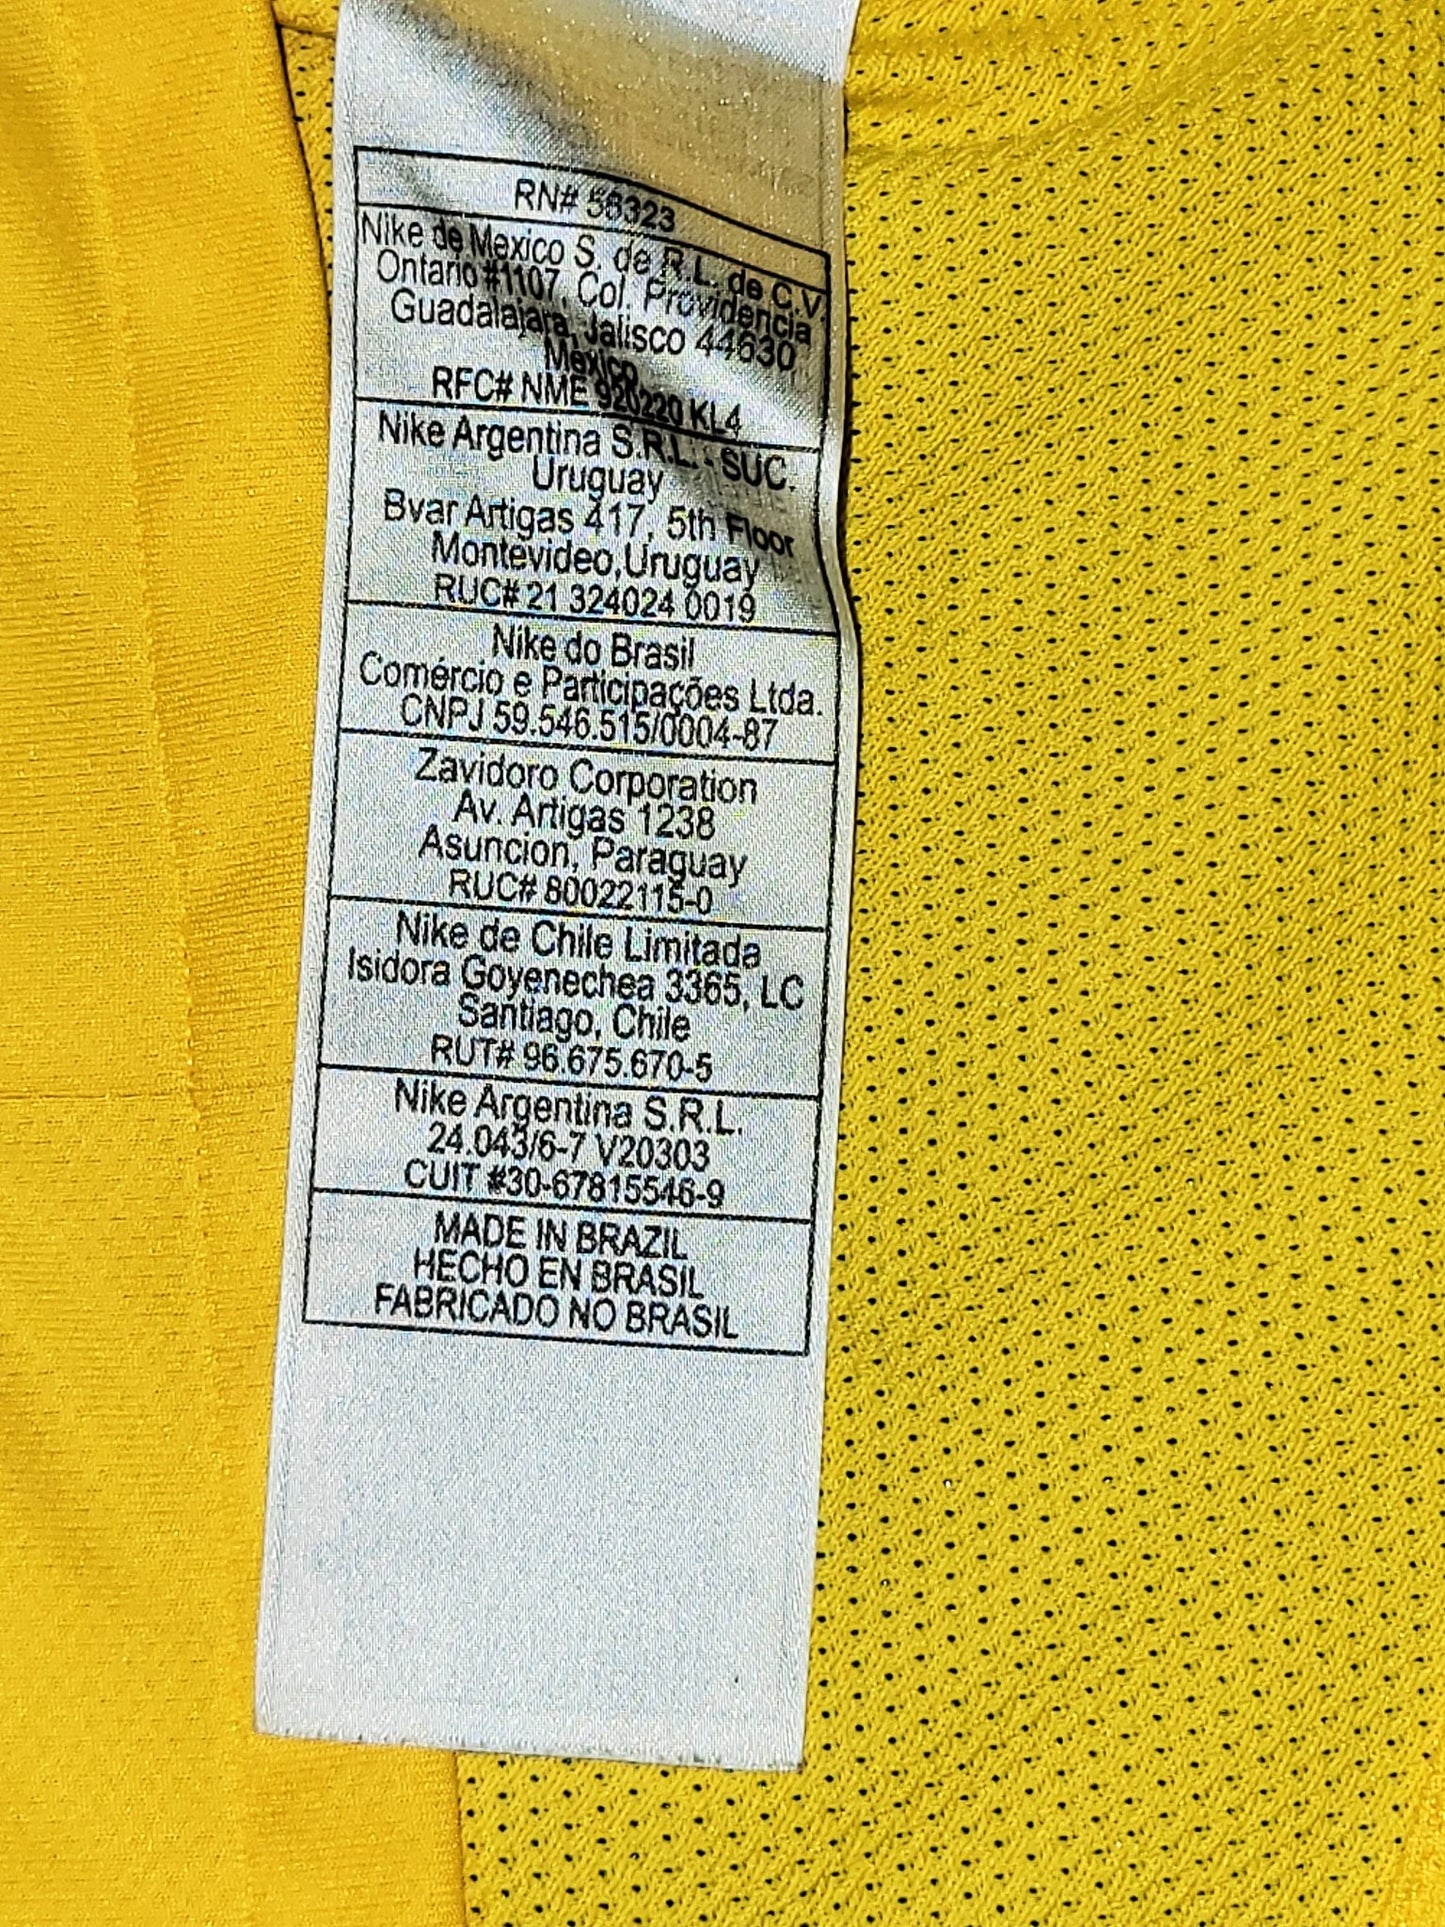 RN# 56323
Nike de Mexico S. de R.L. de C.V.
Ontario #1107, Col. Providencia
Guadalajara, Jalisco 44630
Mexico
RFC# NME 920220 KL4
Nike Argentina S.R.L. - SUC.
Uruguay
Bvar Artigas 417, 5th Floor
Montevideo,Uruguay
RUC# 21 324024 0019
Nike do Brasil
Comércio e Participações Ltda.
CNPJ 59.546.515/0004-87
Zavidoro Corporation
Av. Artigas 1238
Asuncion, Paraguay
RUC# 80022115-0
Nike de Chile Limitada
Isidora Goyenechea 3365, LC
Santiago, Chile
RUT# 96.675.670-5
Nike Argentina S.R.L.
24.043/6-7 V20303
CUIT #30-67815546-9
MADE IN BRAZIL
HECHO EN BRASIL
FABRICADO NO BRASIL